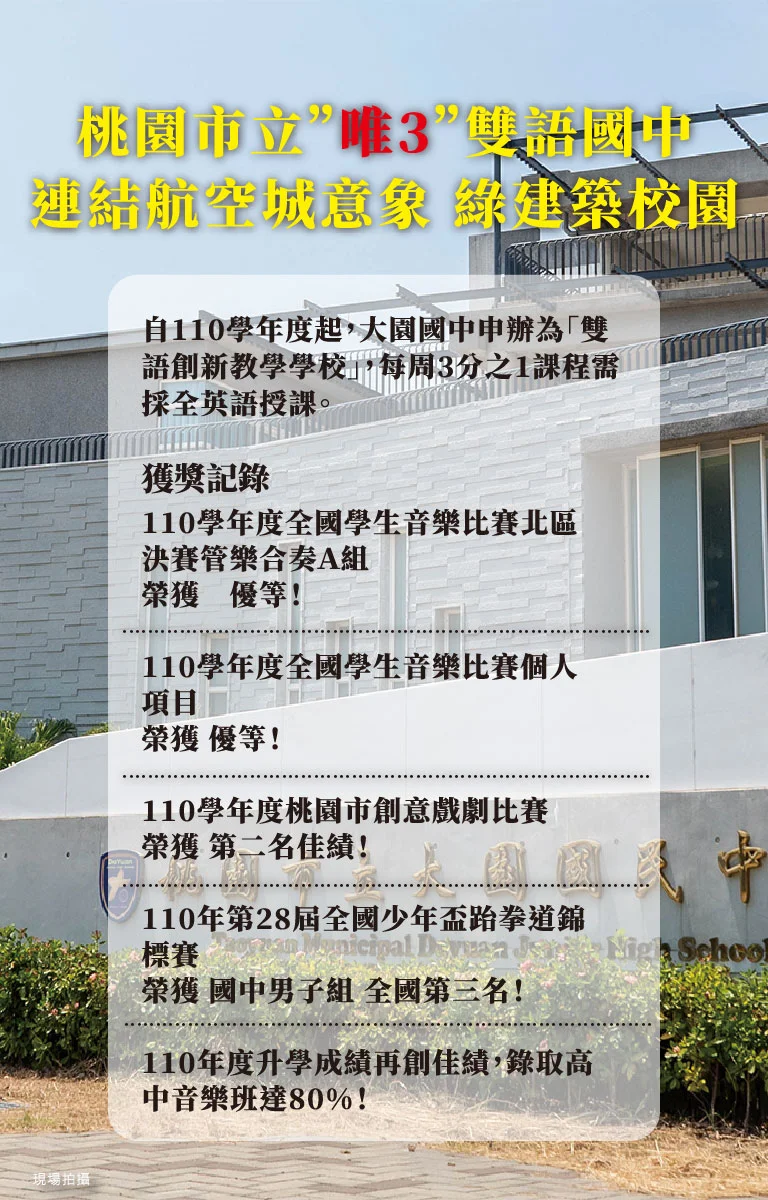 桃園市立”唯3”雙語國中
連結航空城意象 綠建築校園
自110學年度起,大園國中申辦為「雙
語創新教學學校」,每周3分之1課程需
採全英語授課。
獲獎記錄
110學年度全國學生音樂比賽北區
決賽管樂合奏A組
榮獲　優等!
110學年度全國學生音樂比賽個人
項目
榮獲 優等!
110學年度桃園市創意戲劇比賽
榮獲 第二名佳績!
桃園市立大園國民中
DaYuan
110年第28屆全國少年盃跆拳道錦
標賽
Taoyuan Municipal Dayuan Junior High School
榮獲 國中男子組 全國第三名!
110年度升學成績再創佳績,錄取高
中音樂班達80%!
現場拍攝